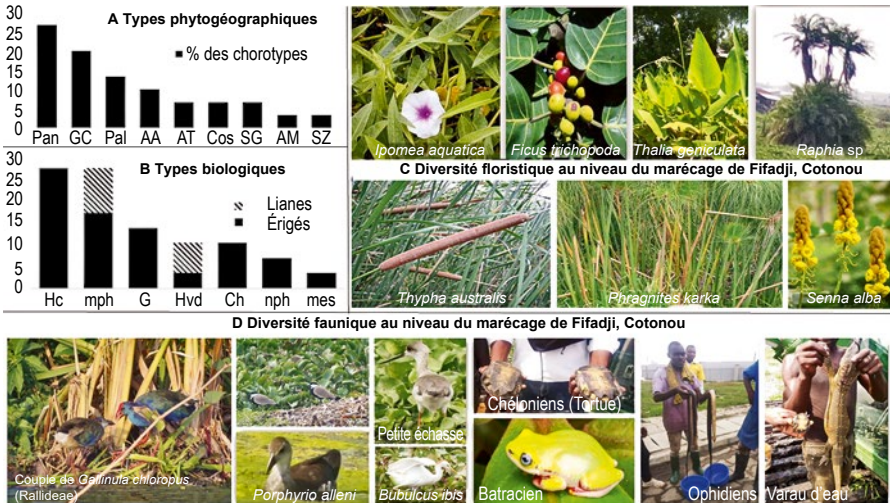 A Types phytogéographiques
% des chorotypes
30
25
20
15
10
5
0
Pan GC Pal AA AT Cos SG AM SZ
B Types biologiques
Lianes
Érigés
30
25
20
15
10
5
0
Hc mph G Hvd Ch nph mes
Ipomea aquatica
Ficus trichopoda
Thalia geniculata
Raphia sp
C Diversité floristique au niveau du marécage de Fifadji, Cotonou
Thypha australis
Phragnites karka
Senna alba
D Diversité faunique au niveau du marécage de Fifadji, Cotonou
Couple de Gallinula chloropus
(Rallideae)
Porphyrio alleni
Petite échasse
Bubulcus ibis
Chéloniens (Tortue)
Batracien
Ophidiens
Varau d'eau